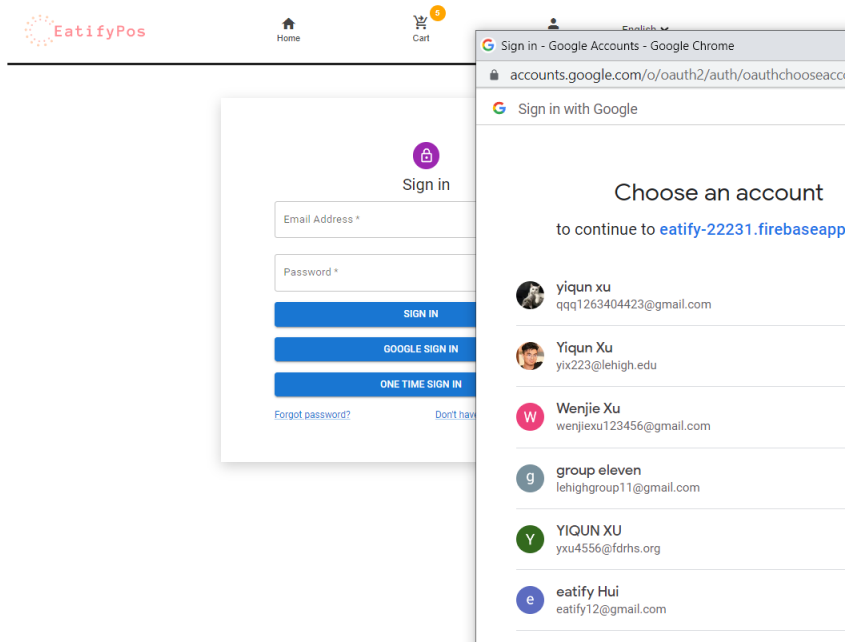 EatifyPos
Home
5
Cart
English
Sign in
Email Address *
Password *
SIGN IN
GOOGLE SIGN IN
ONE TIME SIGN IN
Forgot password?
Don't have
Sign in - Google Accounts - Google Chrome
accounts.google.com/o/oauth2/auth/oauthchooseacco
Sign in with Google
Choose an account
to continue to eatify-22231.firebaseapp
yiqun xu
qqq1263404423@gmail.com
Yiqun Xu
yix223@lehigh.edu
W
Wenjie Xu
wenjiexu123456@gmail.com
g
group eleven
lehighgroup11@gmail.com
Y
YIQUN XU
yxu4556@fdrhs.org
e
eatify Hui
eatify12@gmail.com